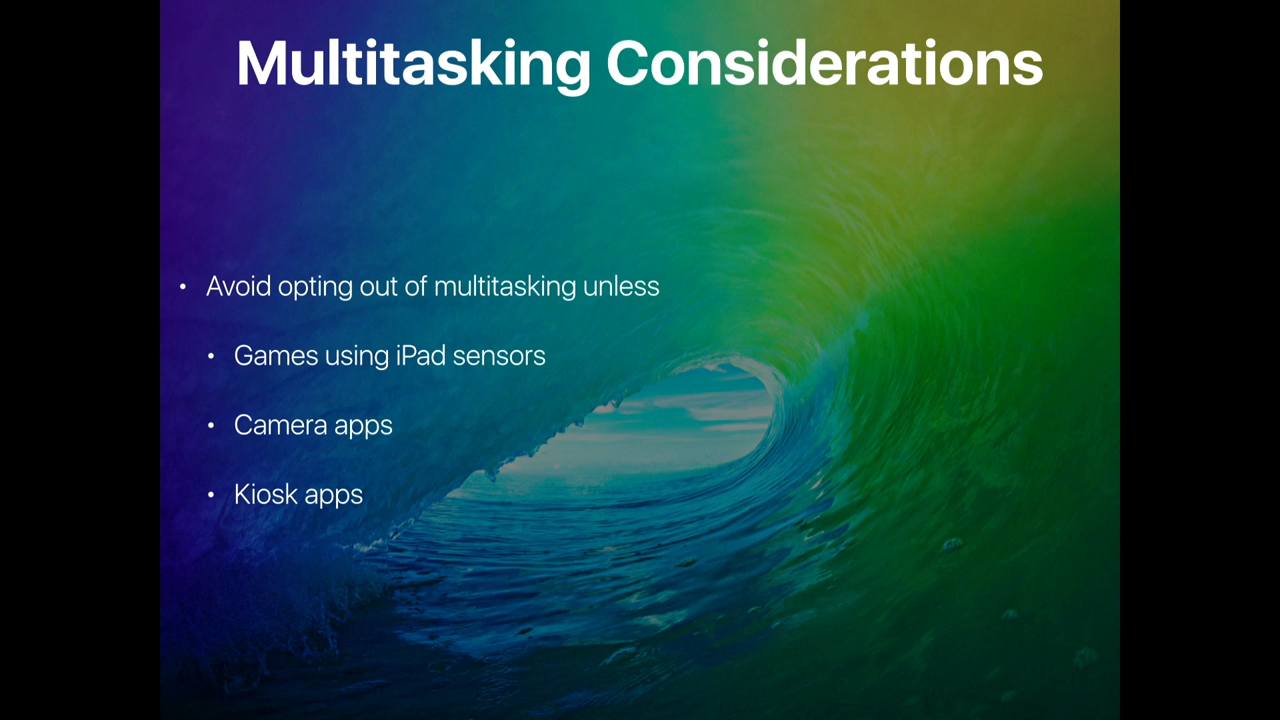 Multitasking Considerations
• Avoid opting out of multitasking unless
• Games using iPad sensors
• Camera apps
• Kiosk apps